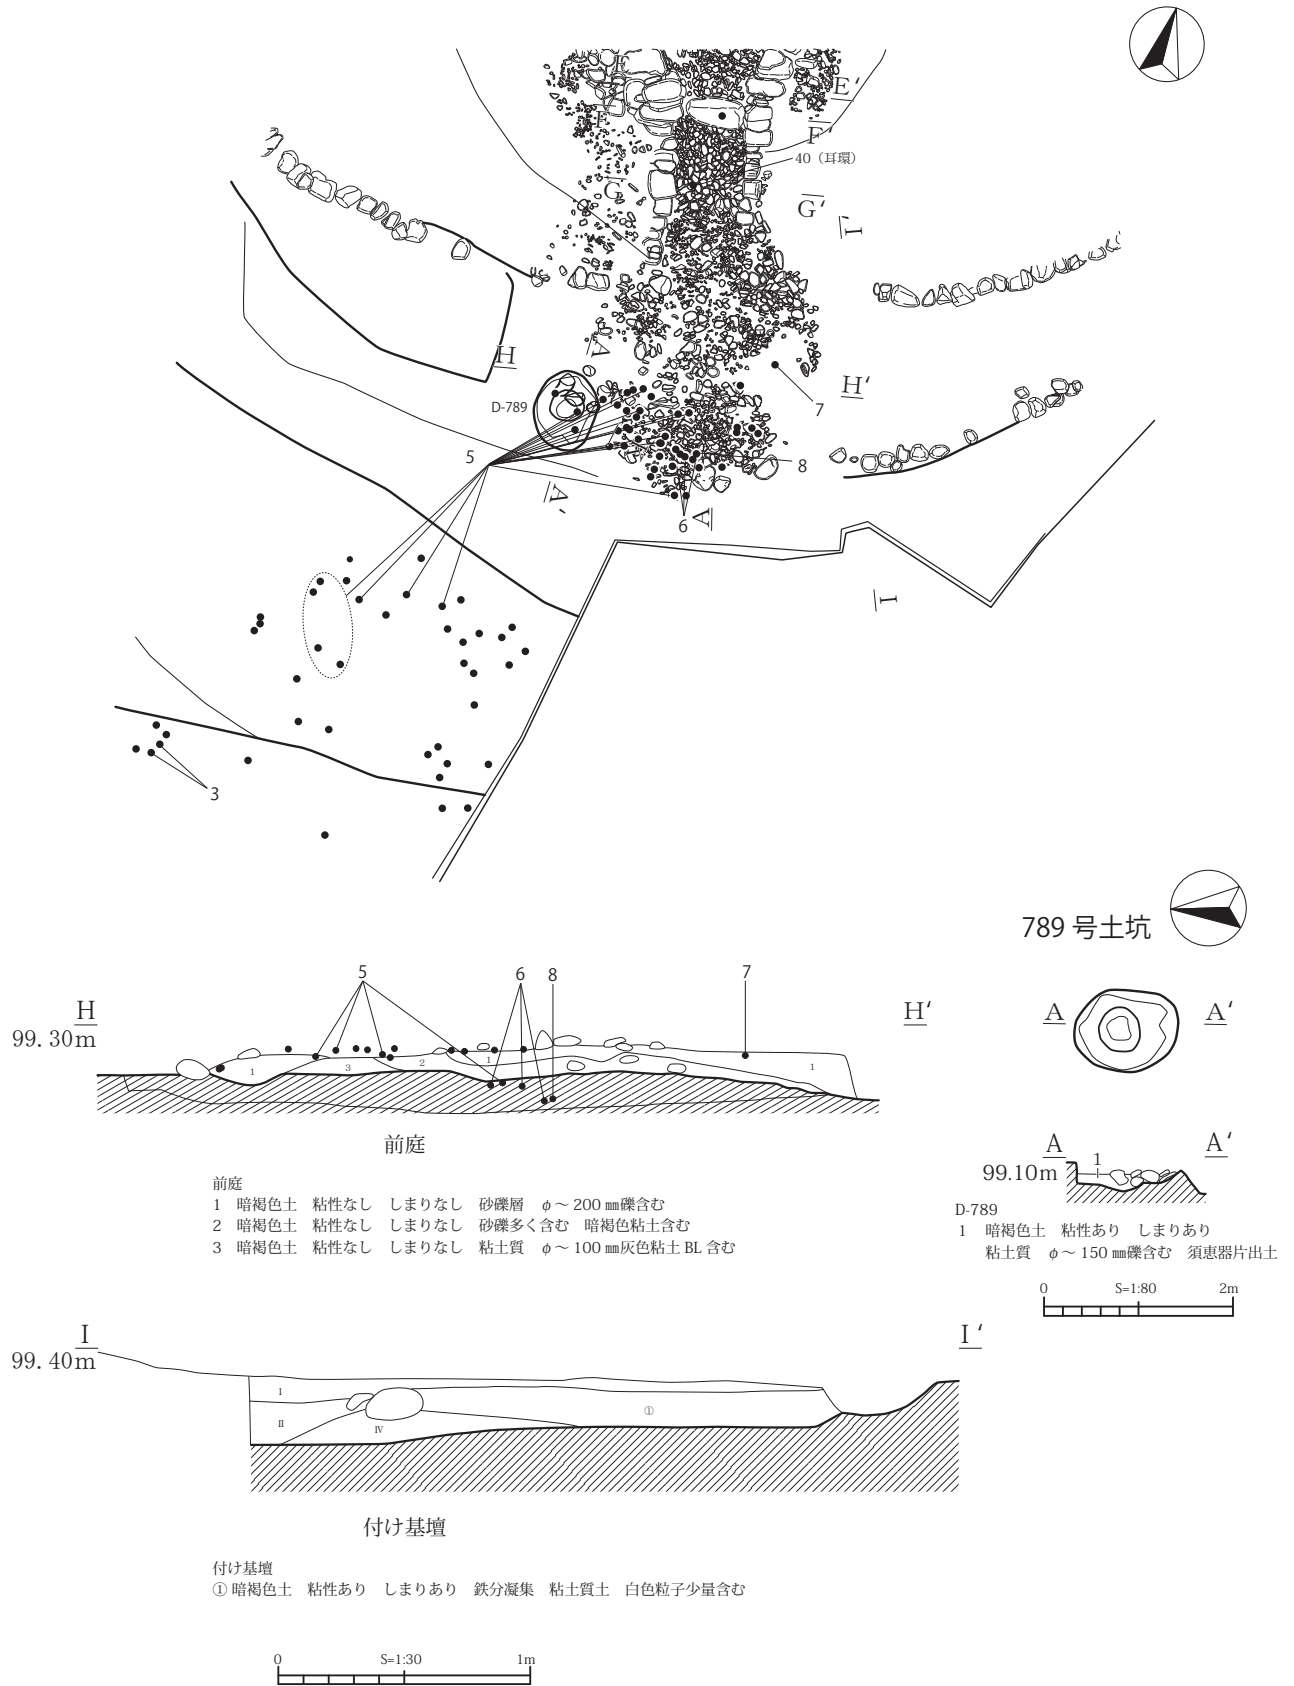 E
E'
F
F'
40（耳環）
G
G'
I'
A'
H
H'
7
D-789
5
8
A'
6
A
I
3
789 号土坑
5
6
8
7
H
H'
99. 30m
1
3
2
1
1
A
A'
前庭
A
A'
1
99.10m
前庭
1　暗褐色土　粘性なし　しまりなし　砂礫層　φ～ 200 ㎜礫含む
2　暗褐色土　粘性なし　しまりなし　砂礫多く含む　暗褐色粘土含む
3　暗褐色土　粘性なし　しまりなし　粘土質　φ～ 100 ㎜灰色粘土 BL 含む
D-789
1　暗褐色土　粘性あり　しまりあり
粘土質　φ～ 150 ㎜礫含む　須恵器片出土
0　S=1:80　2m
I
I'
99. 40m
I
II
IV
①
付け基壇
付け基壇
① 暗褐色土　粘性あり　しまりあり　鉄分凝集　粘土質土　白色粒子少量含む
0　S=1:30　1m